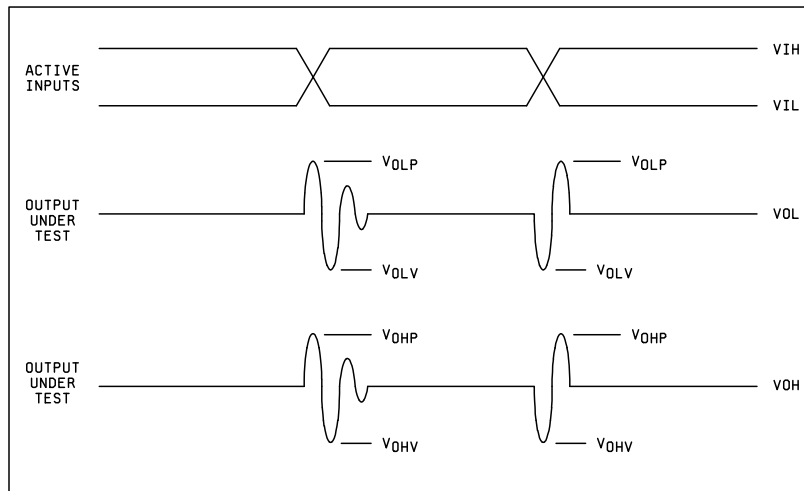 VIH
ACTIVE
INPUTS
VIL
VOLP
VOLP
OUTPUT
UNDER
TEST
VOL
VOLV
VOLV
VOHP
VOHP
OUTPUT
UNDER
TEST
VOH
VOHV
VOHV